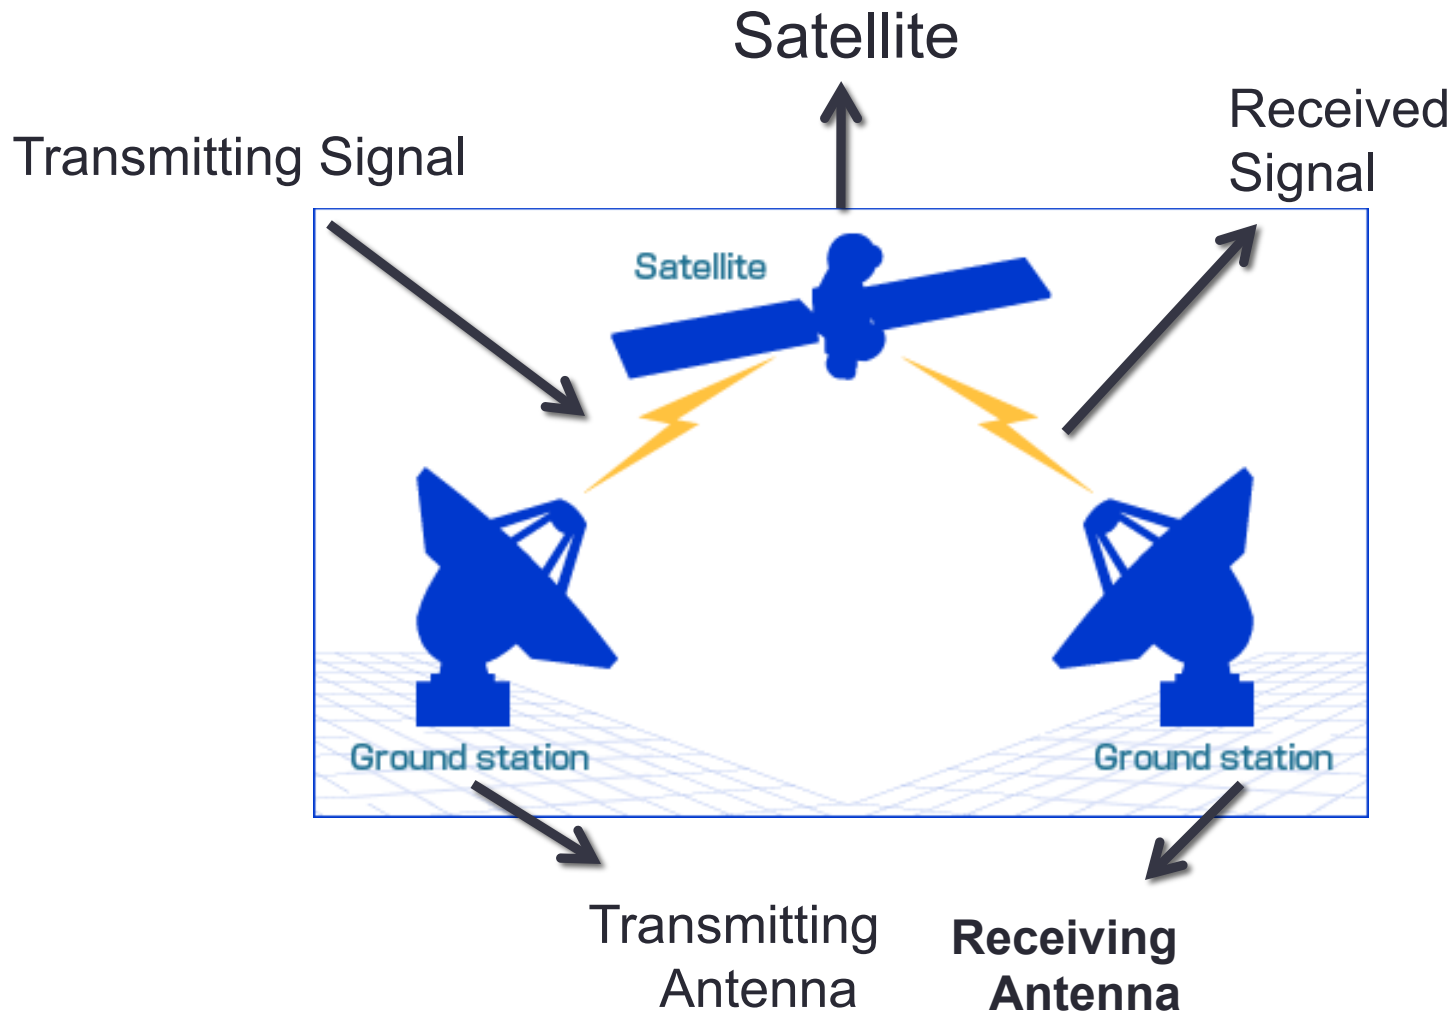 Satellite
Received
Signal
Transmitting Signal
Satellite
Ground station
Ground station
Transmitting
Antenna
Receiving
Antenna